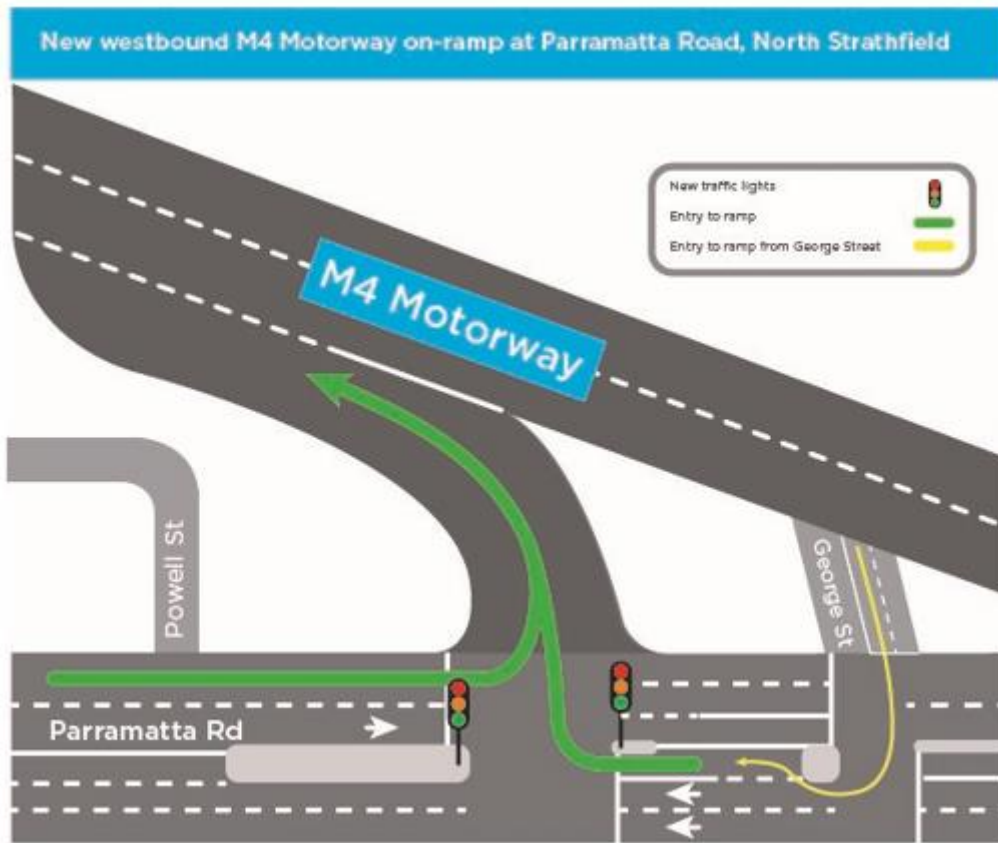 New westbound M4 Motorway on-ramp at Parramatta Road, North Strathfield
New traffic lights
Entry to ramp
Entry to ramp from George Street
M4 Motorway
Powell St
George St
Parramatta Rd